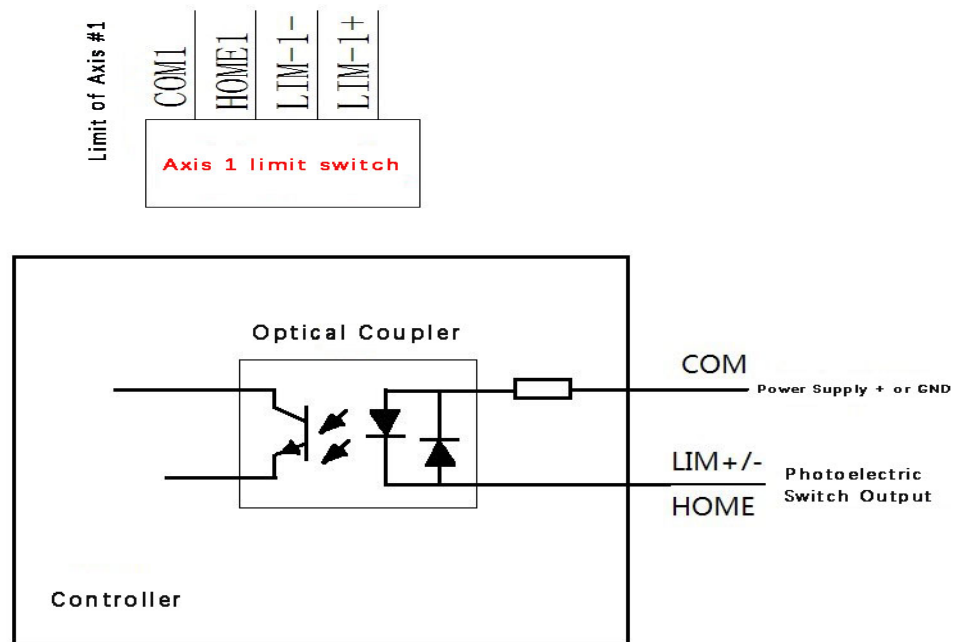 Limit of Axis #1
COM1
HOME1
LIM-1-
LIM-1+
Axis 1 limit switch
Optical Coupler
COM
Power Supply + or GND
LIM+/-
HOME
Photoelectric
Switch Output
Controller